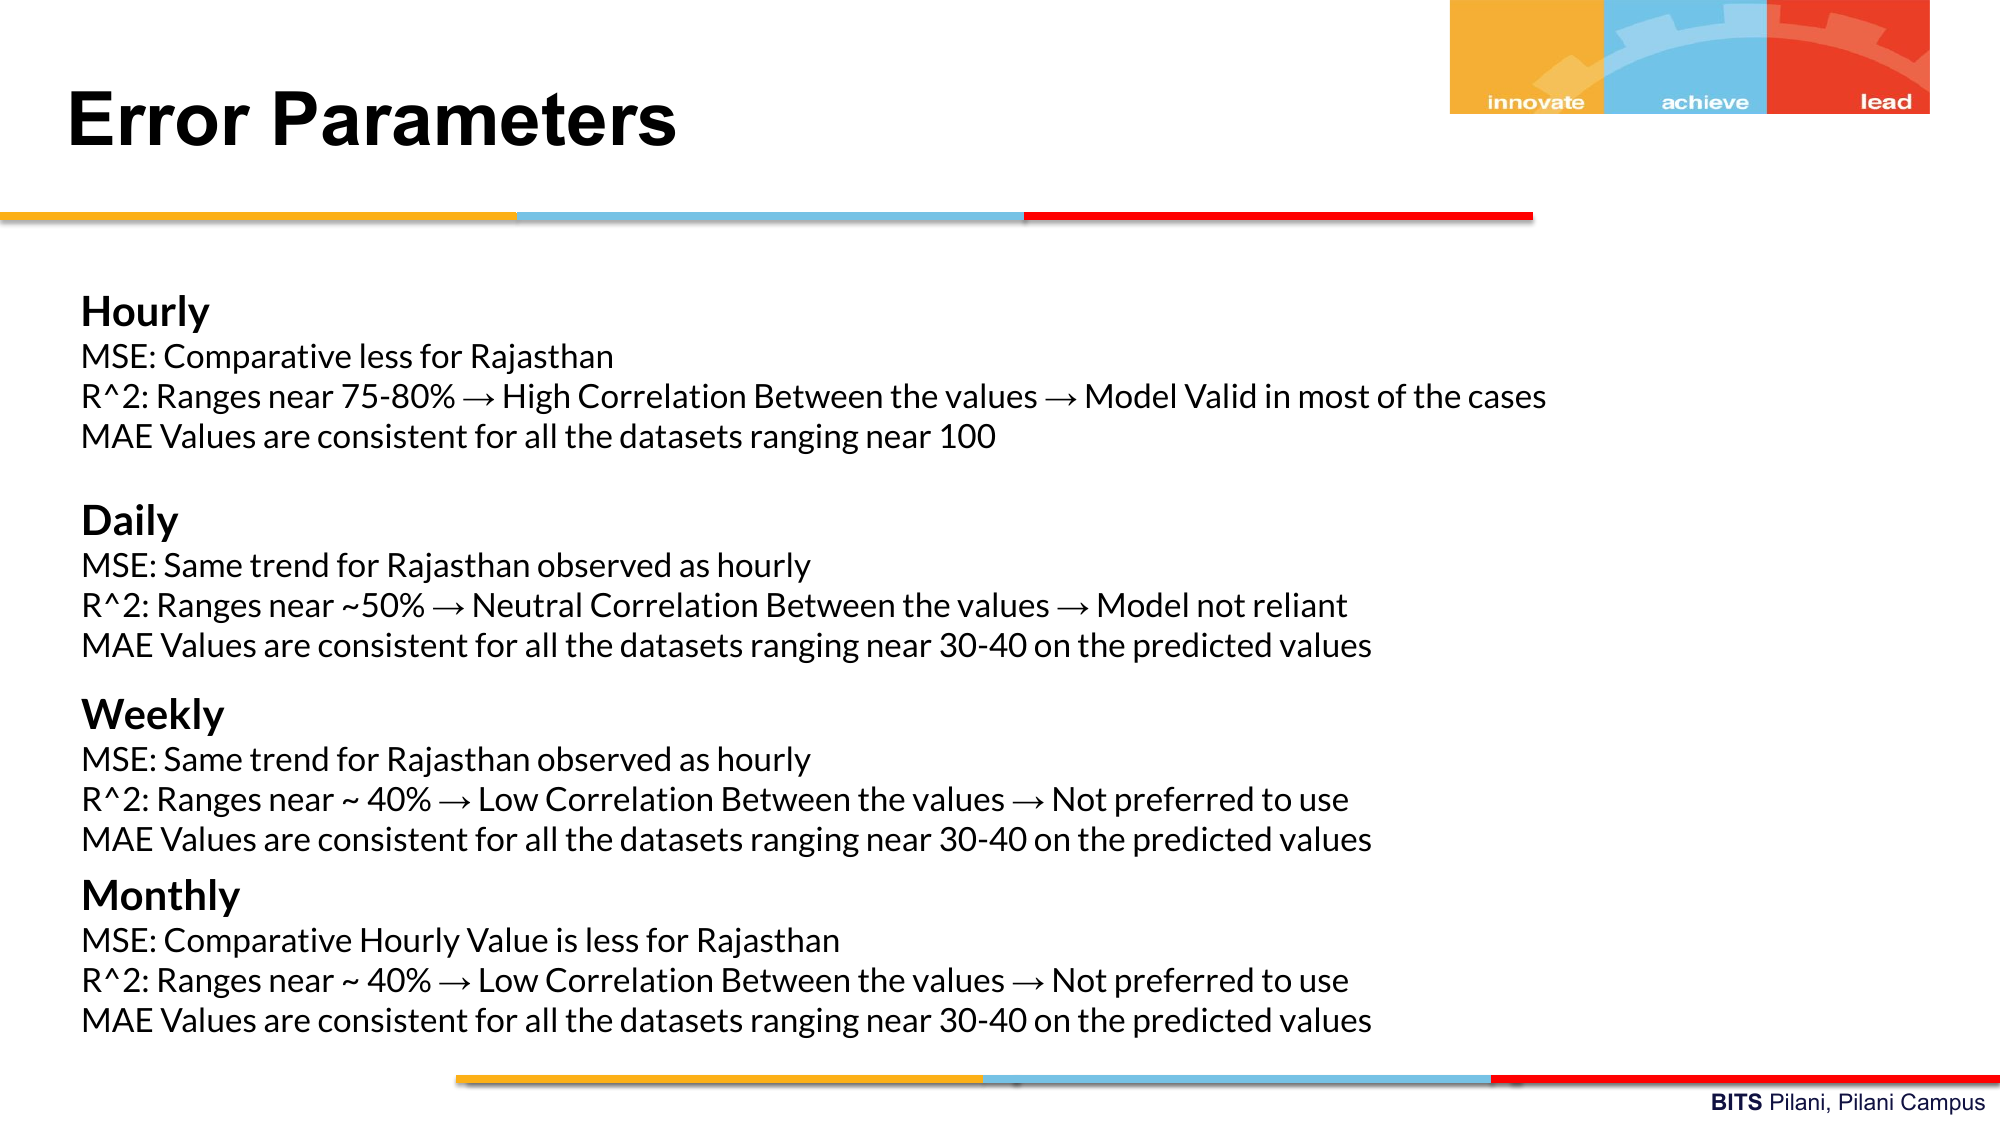 innovate achieve lead
Error Parameters
Hourly
MSE: Comparative less for Rajasthan
R^2: Ranges near 75-80% → High Correlation Between the values → Model Valid in most of the cases
MAE Values are consistent for all the datasets ranging near 100
Daily
MSE: Same trend for Rajasthan observed as hourly
R^2: Ranges near ~50% → Neutral Correlation Between the values → Model not reliant
MAE Values are consistent for all the datasets ranging near 30-40 on the predicted values
Weekly
MSE: Same trend for Rajasthan observed as hourly
R^2: Ranges near ~ 40% → Low Correlation Between the values → Not preferred to use
MAE Values are consistent for all the datasets ranging near 30-40 on the predicted values
Monthly
MSE: Comparative Hourly Value is less for Rajasthan
R^2: Ranges near ~ 40% → Low Correlation Between the values → Not preferred to use
MAE Values are consistent for all the datasets ranging near 30-40 on the predicted values
BITS Pilani, Pilani Campus